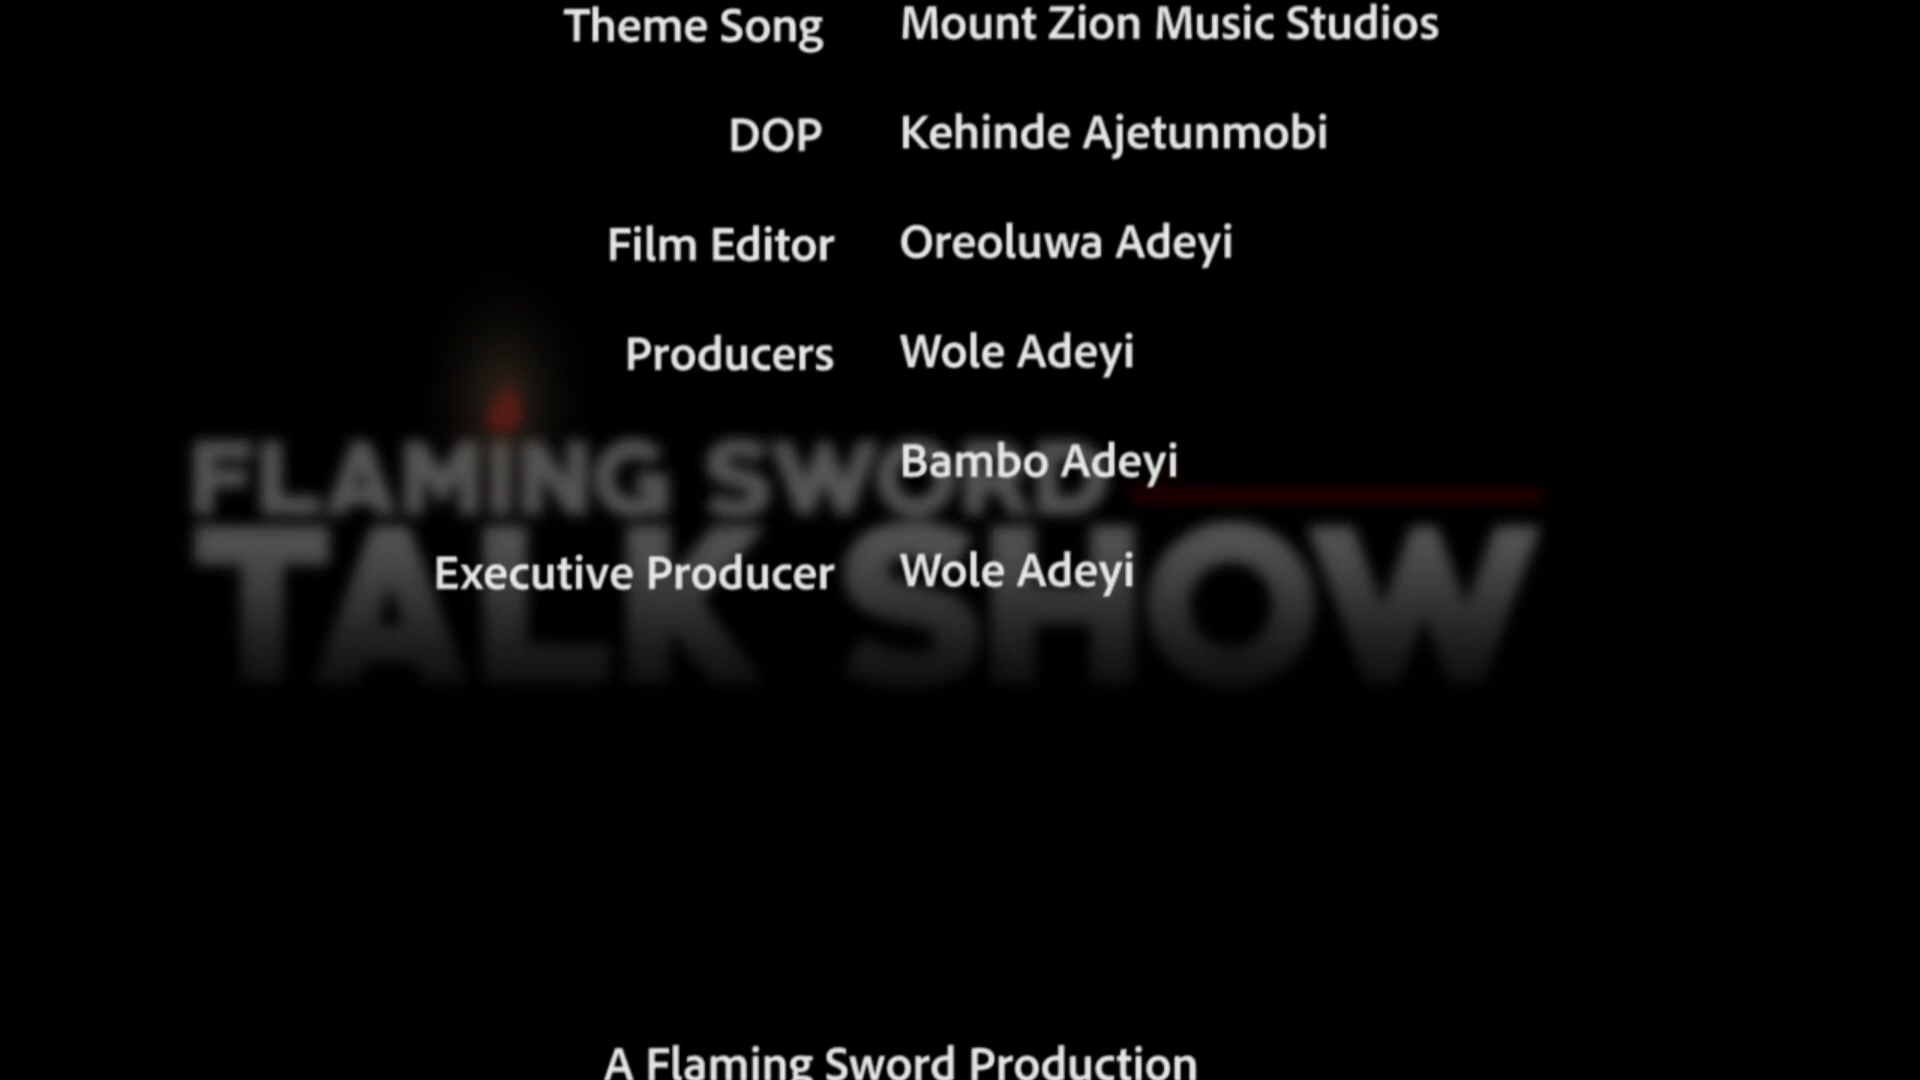 Theme Song Mount Zion Music Studios
DOP Kehinde Ajetunmobi
Film Editor Oreoluwa Adeyi
Producers Wole Adeyi
Bambo Adeyi
Executive Producer Wole Adeyi
FLAMING SWORD
TALK SHOW
A Flaming Sword Production